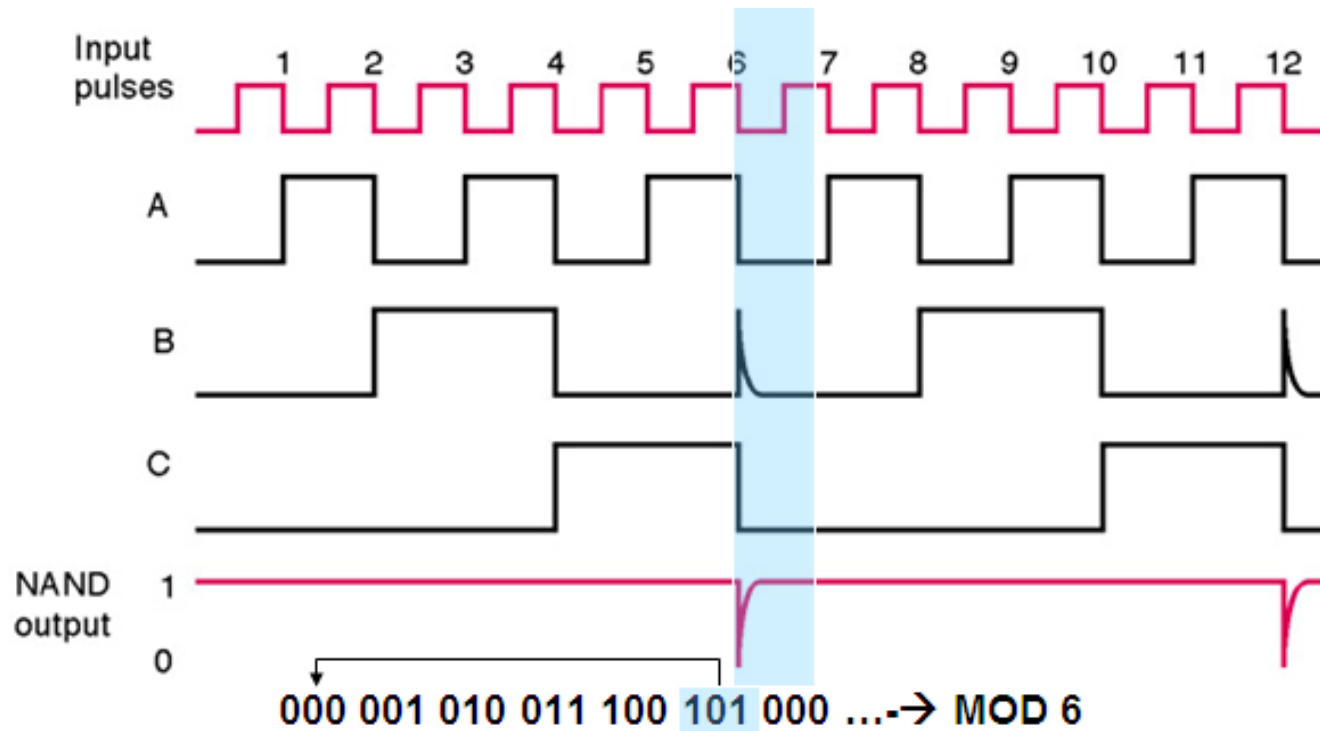 Input
pulses
1 2 3 4 5 6 7 8 9 10 11 12
A
B
C
NAND
output
1
0
000 001 010 011 100 101 000 ...-→ MOD 6